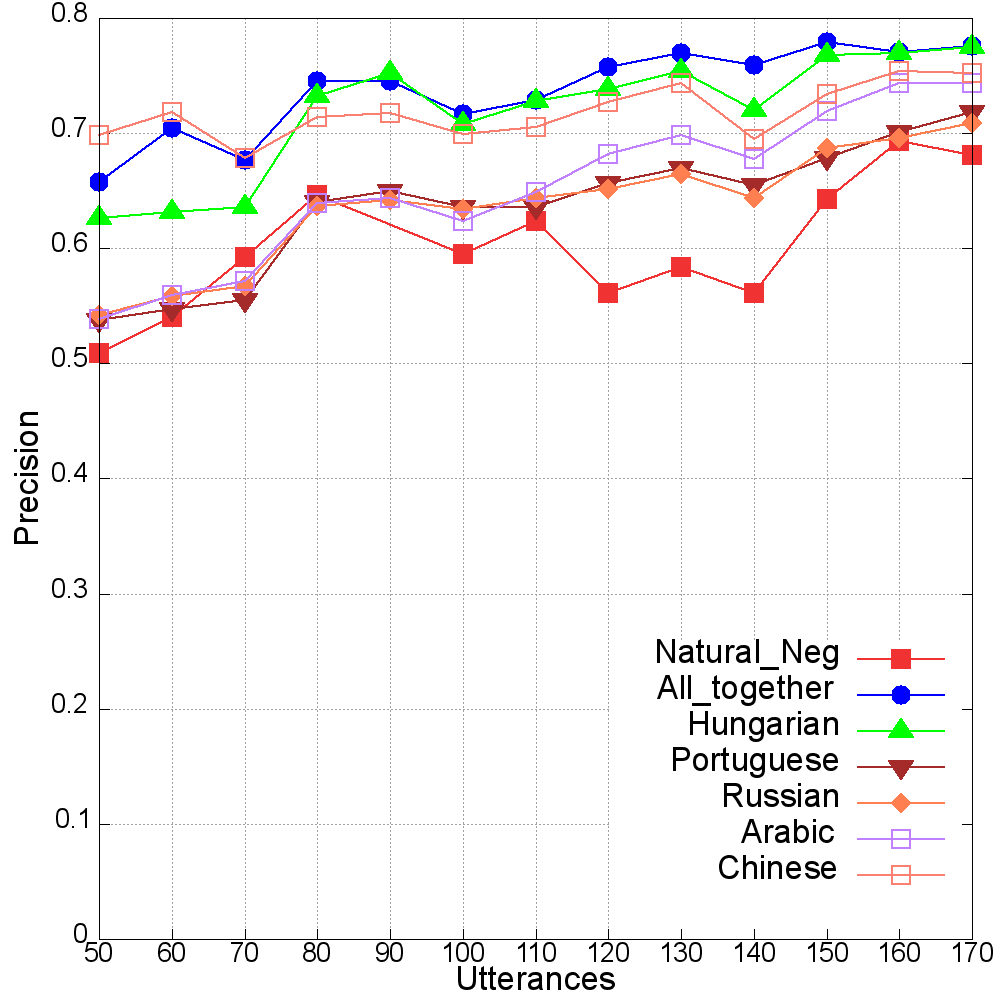 0.8
0.7
0.6
0.5
0.4
0.3
0.2
0.1
0
Precision
Natural_Neg
All_together
Hungarian
Portuguese
Russian
Arabic
Chinese
50 60 70 80 90 100 110 120 130 140 150 160 170
Utterances